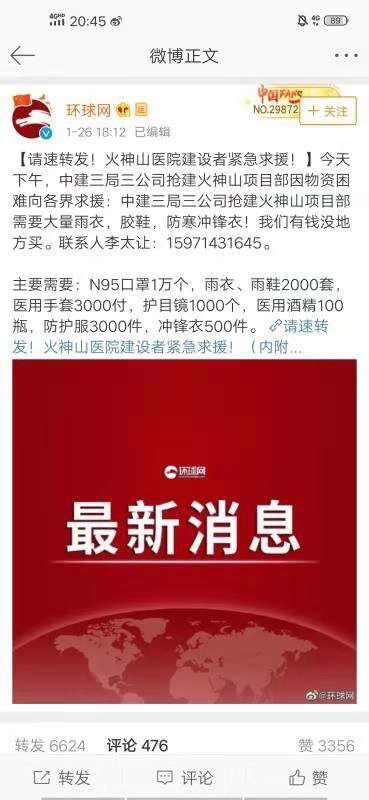 4GHD 20:45 4G 89
微博正文
环球网
1-26 18:12 已编辑
中国FANS
NO.29872
+ 关注
【请速转发！火神山医院建设者紧急求援！】今天
下午，中建三局三公司抢建火神山项目部因物资困
难向各界求援：中建三局三公司抢建火神山项目部
需要大量雨衣，胶鞋，防寒冲锋衣！我们有钱没地
方买。联系人李太让：15971431645。
主要需要：N95口罩1万个，雨衣、雨鞋2000套，
医用手套3000付，护目镜1000个，医用酒精100
瓶，防护服3000件，冲锋衣500件。 请速转
发！火神山医院建设者紧急求援！（内附...
环球网
最新消息
@环球网
转发 6624 评论 476 赞 3356
转发 评论 赞